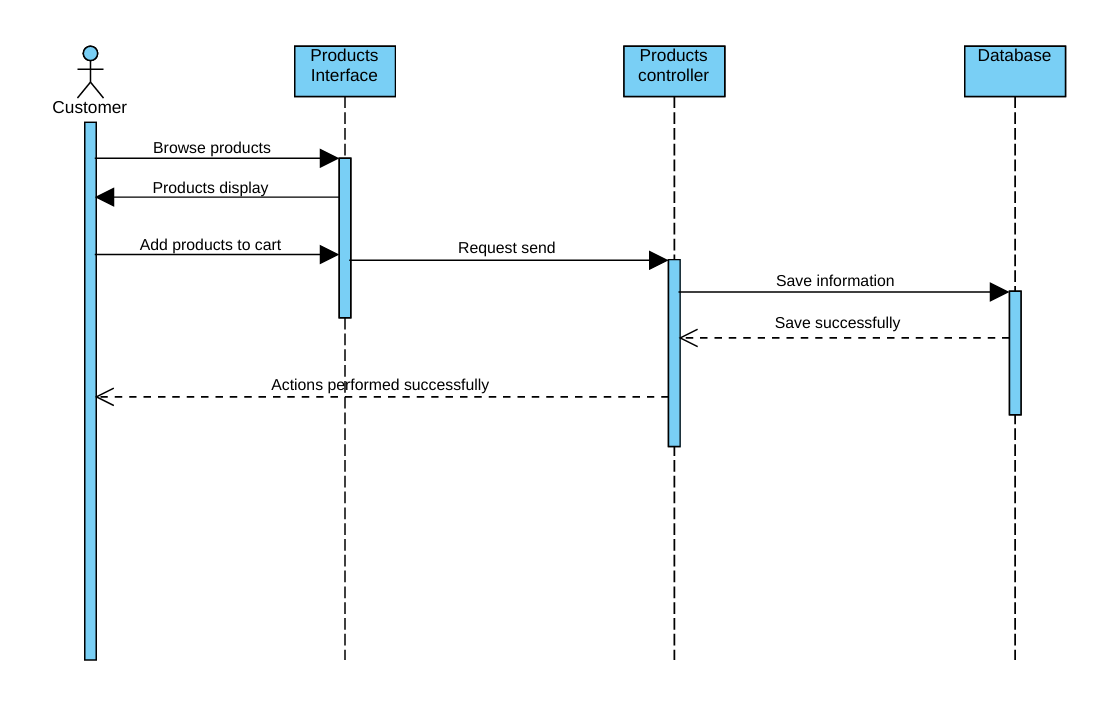 Products
Interface
Products
controller
Database
Customer
Browse products
Products display
Add products to cart
Request send
Save information
Save successfully
Actions performed successfully